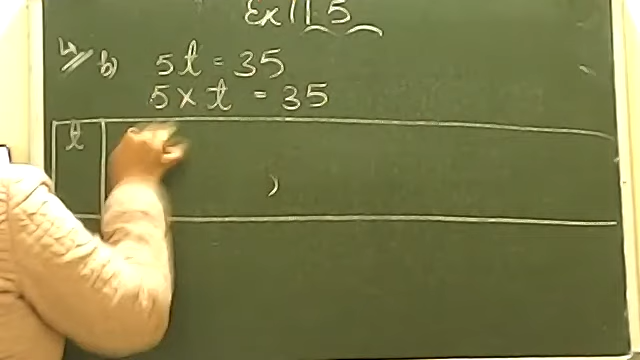 Ex 11.5
4) b) 5t = 35
5 × t = 35
t